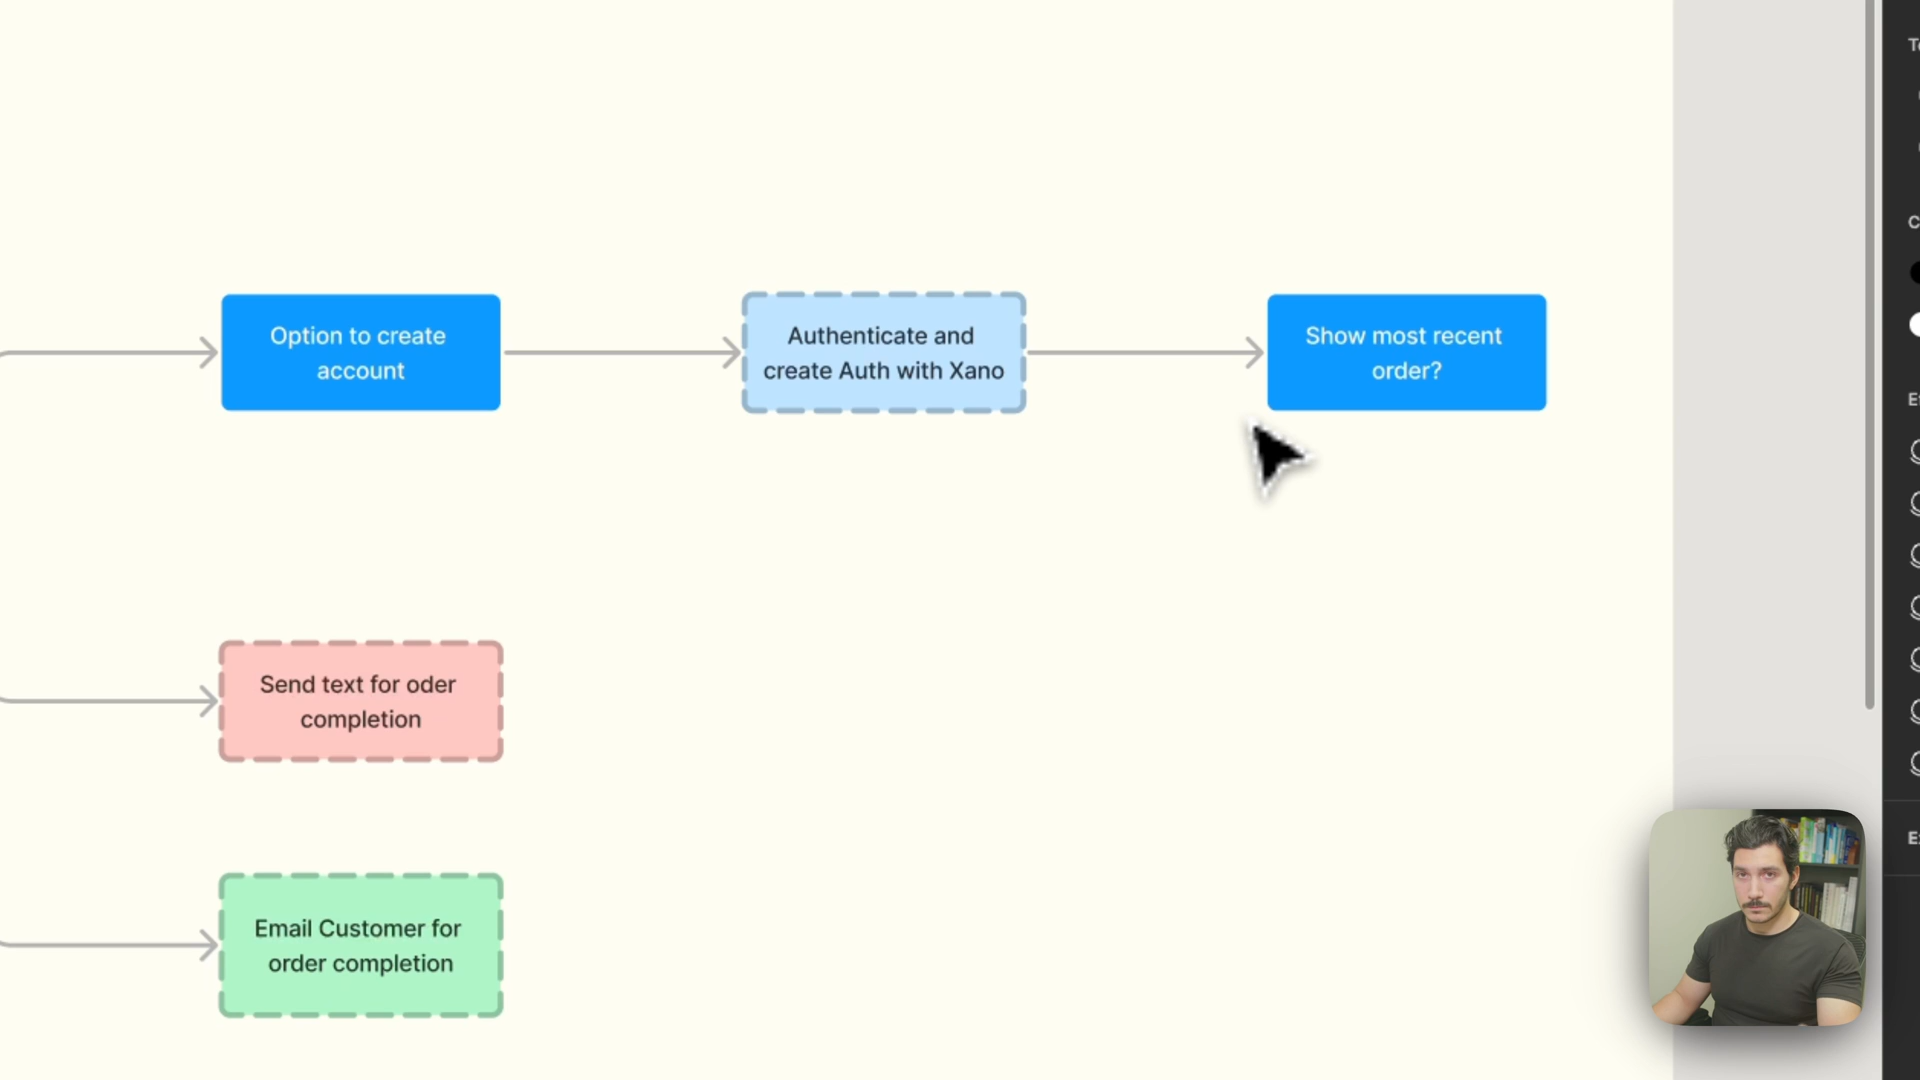 Option to create
account
Authenticate and
create Auth with Xano
Show most recent
order?
Send text for oder
completion
Email Customer for
order completion